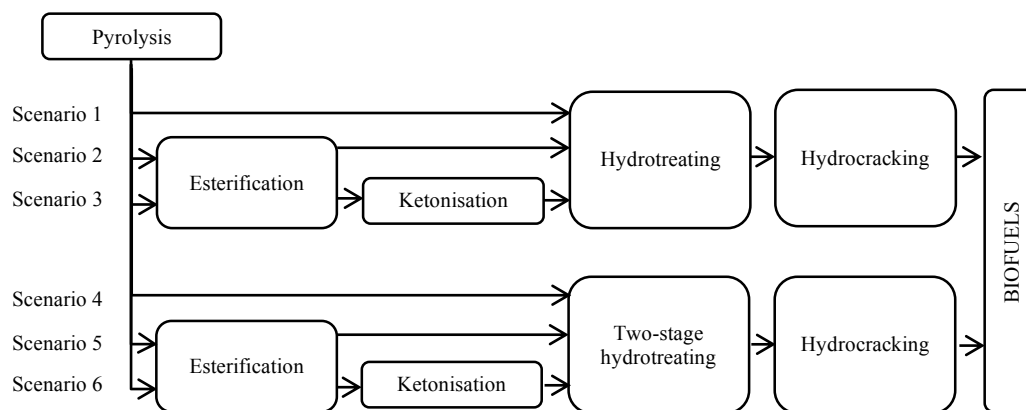 Pyrolysis
Scenario 1
Scenario 2
Scenario 3
Esterification
Ketonisation
Hydrotreating
Hydrocracking
Scenario 4
Scenario 5
Scenario 6
Esterification
Ketonisation
Two-stage
hydrotreating
Hydrocracking
BIOFUELS